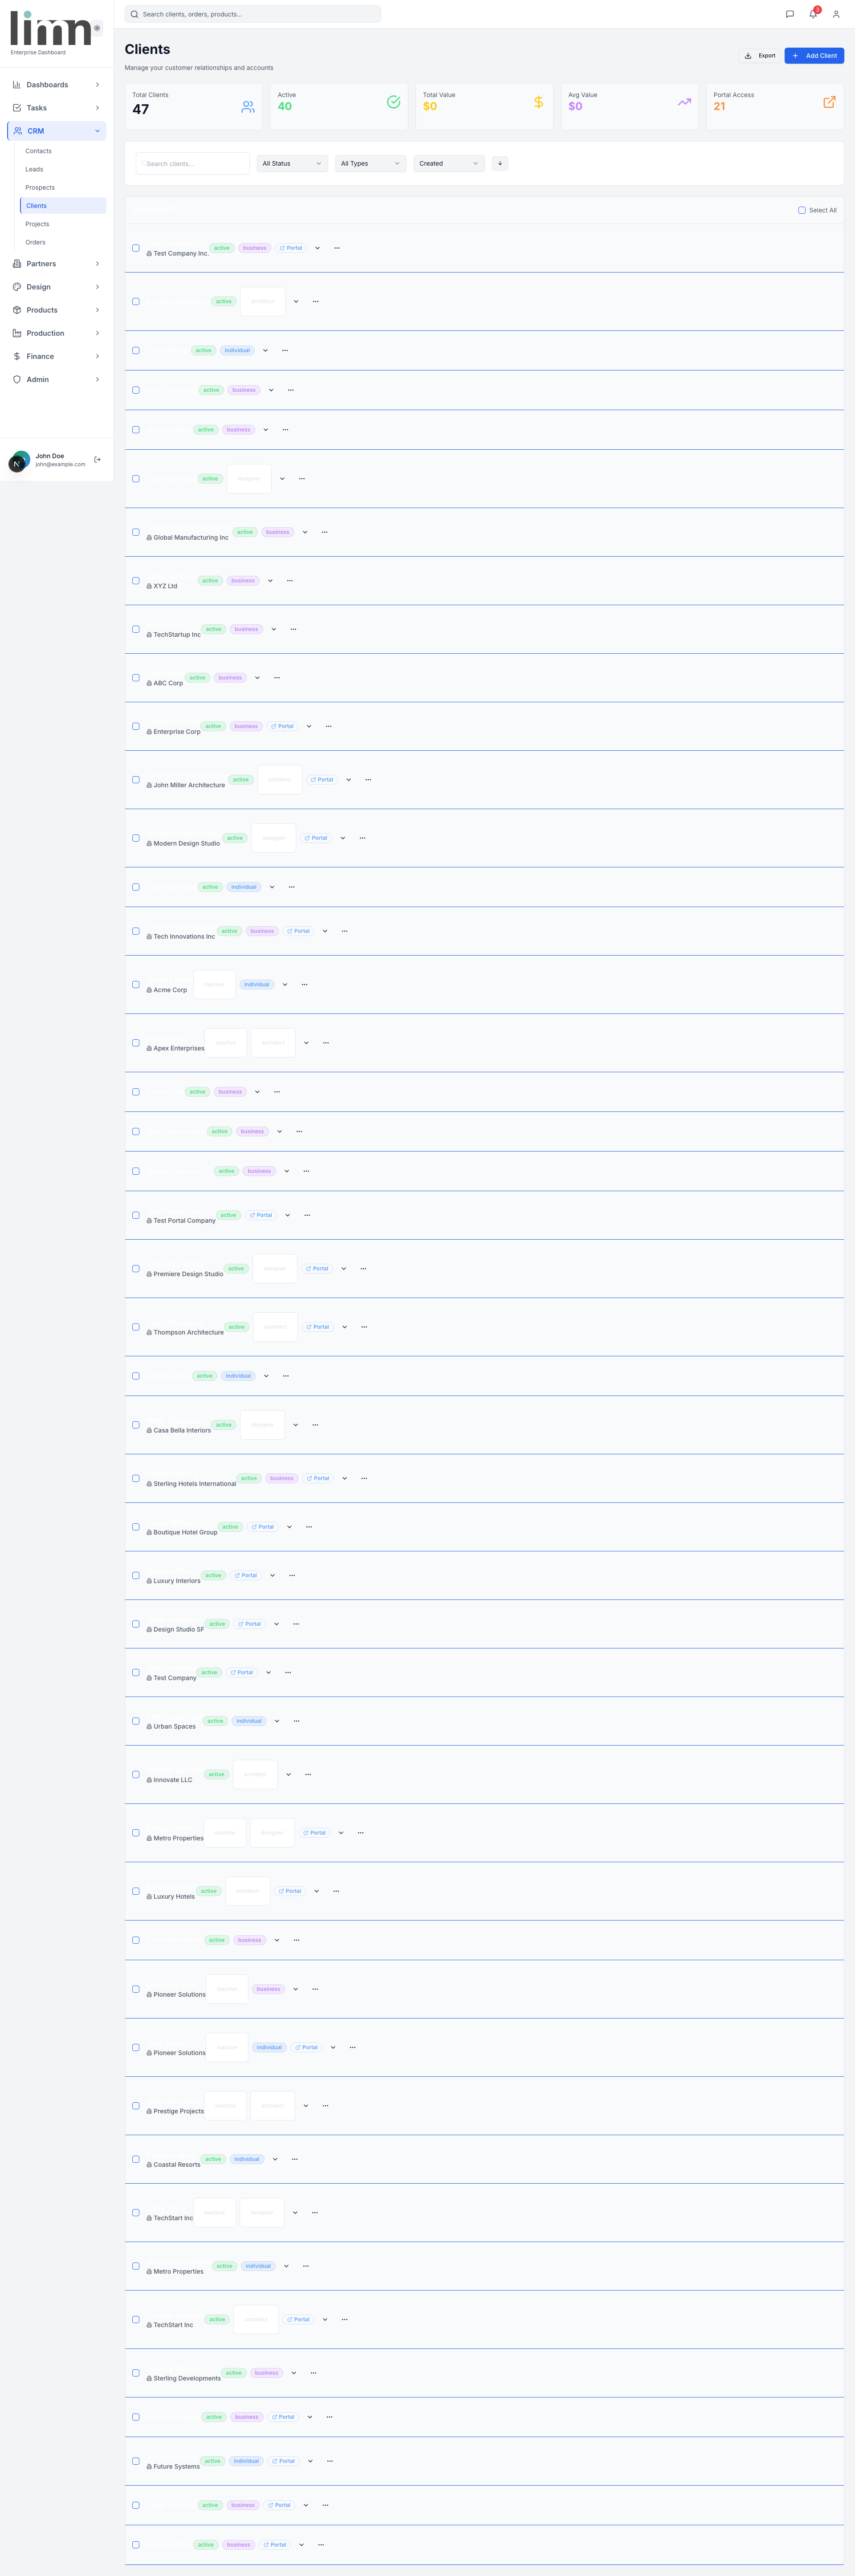 limn
Enterprise Dashboard
Dashboards
Tasks
CRM
Contacts
Leads
Prospects
Clients
Projects
Orders
Partners
Design
Products
Production
Finance
Admin
N
John Doe
john@example.com
Search clients, orders, products...
3
Clients
Manage your customer relationships and accounts
Export
Add Client
Total Clients
47
Active
40
Total Value
$0
Avg Value
$0
Portal Access
21
Search clients...
All Status
All Types
Created
Select All
Test Company Inc. active business Portal
active architect
active individual
active business
active business
active designer
Global Manufacturing Inc active business
XYZ Ltd active business
TechStartup Inc active business
ABC Corp active business
Enterprise Corp active business Portal
John Miller Architecture active architect Portal
Modern Design Studio active designer Portal
active individual
Tech Innovations Inc active business Portal
Acme Corp inactive individual
Apex Enterprises inactive architect
active business
active business
active business
Test Portal Company active Portal
Premiere Design Studio active designer Portal
Thompson Architecture active architect Portal
active individual
Casa Bella Interiors active designer
Sterling Hotels International active business Portal
Boutique Hotel Group active Portal
Luxury Interiors active Portal
Design Studio SF active Portal
Test Company active Portal
Urban Spaces active individual
Innovate LLC active architect
Metro Properties inactive designer Portal
Luxury Hotels active architect Portal
active business
Pioneer Solutions inactive business
Pioneer Solutions inactive individual Portal
Prestige Projects inactive architect
Coastal Resorts active individual
TechStart Inc inactive designer
Metro Properties active individual
TechStart Inc active architect Portal
Sterling Developments active business
active business Portal
Future Systems active individual Portal
active business Portal
active business Portal